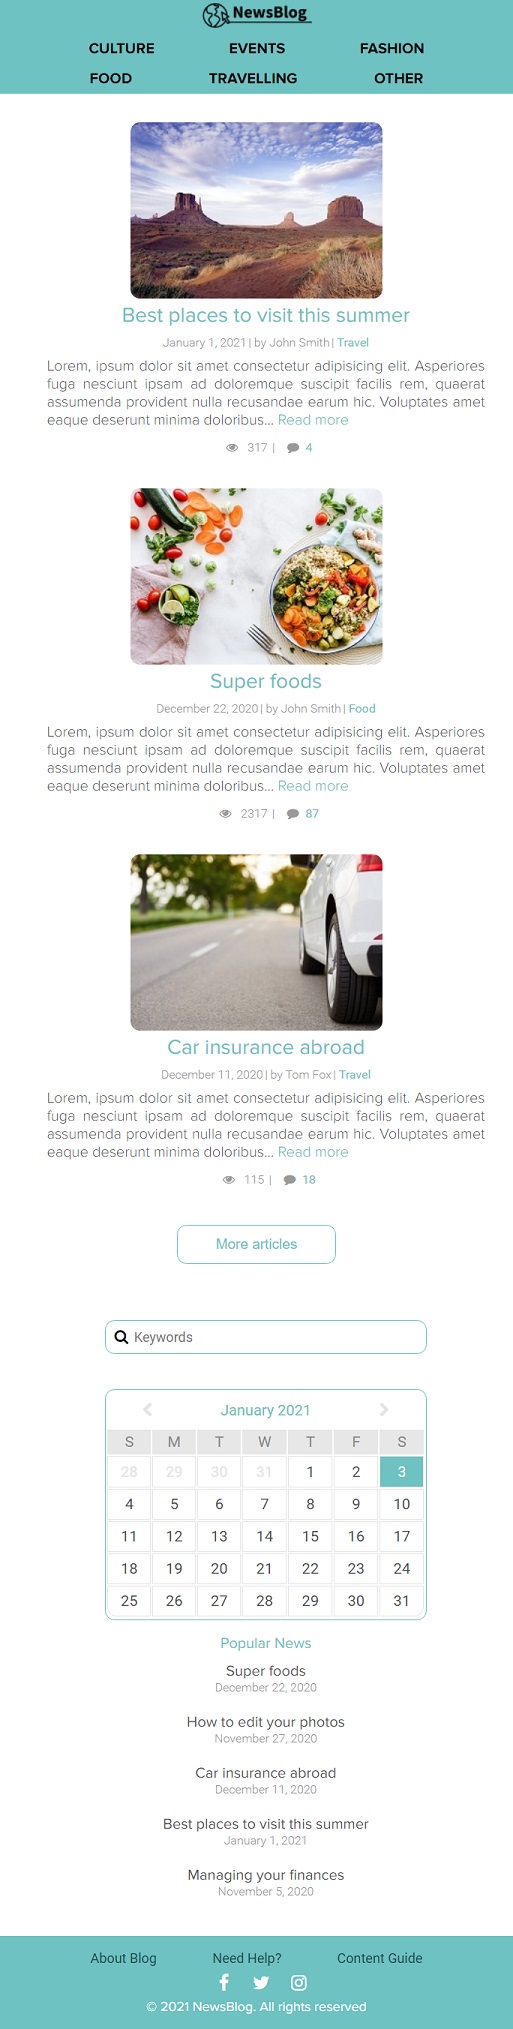 NewsBlog
CULTURE EVENTS FASHION
FOOD TRAVELLING OTHER
Best places to visit this summer
January 1, 2021 | by John Smith | Travel
Lorem, ipsum dolor sit amet consectetur adipisicing elit. Asperiores
fuga nesciunt ipsam ad doloremque suscipit facilis rem, quaerat
assumenda provident nulla recusandae earum hic. Voluptates amet
eaque deserunt minima doloribus... Read more
317 | 4
Super foods
December 22, 2020 | by John Smith | Food
Lorem, ipsum dolor sit amet consectetur adipisicing elit. Asperiores
fuga nesciunt ipsam ad doloremque suscipit facilis rem, quaerat
assumenda provident nulla recusandae earum hic. Voluptates amet
eaque deserunt minima doloribus... Read more
2317 | 87
Car insurance abroad
December 11, 2020 | by Tom Fox | Travel
Lorem, ipsum dolor sit amet consectetur adipisicing elit. Asperiores
fuga nesciunt ipsam ad doloremque suscipit facilis rem, quaerat
assumenda provident nulla recusandae earum hic. Voluptates amet
eaque deserunt minima doloribus... Read more
115 | 18
More articles
Keywords
January 2021
S M T W T F S
28 29 30 31 1 2 3
4 5 6 7 8 9 10
11 12 13 14 15 16 17
18 19 20 21 22 23 24
25 26 27 28 29 30 31
Popular News
Super foods
December 22, 2020
How to edit your photos
November 27, 2020
Car insurance abroad
December 11, 2020
Best places to visit this summer
January 1, 2021
Managing your finances
November 5, 2020
About Blog Need Help? Content Guide
© 2021 NewsBlog. All rights reserved